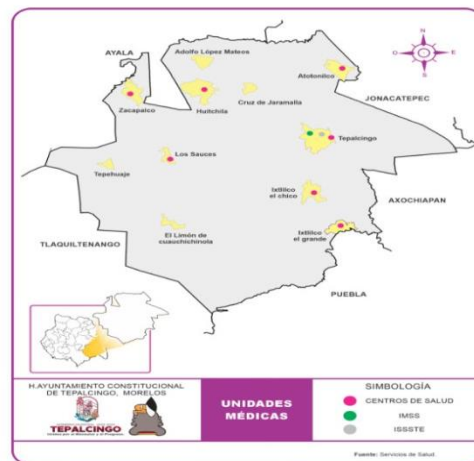 N
O
E
S
AYALA
Adolfo López Mateos
Atotonilco
Zacapalco
Huitchila
Cruz de Jaramalla
JONACATEPEC
Tepalcingo
Los Sauces
Tepehuaje
Ixtlilco
el chico
AXOCHIAPAN
El Limón de
cuauchichinola
Ixtlilco
el grande
TLAQUILTENANGO
PUEBLA
H.AYUNTAMIENTO CONSTITUCIONAL
DE TEPALCINGO, MORELOS
TEPALCINGO
UNIDADES
MÉDICAS
SIMBOLOGÍA
CENTROS DE SALUD
IMSS
ISSSTE
Fuente: Servicios de Salud.